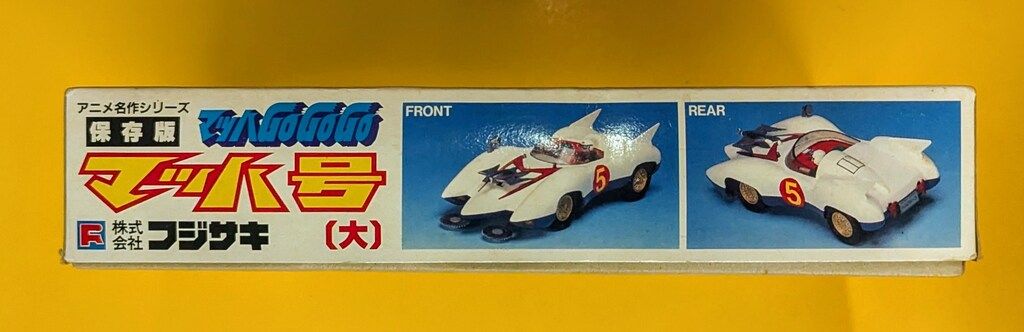 アニメ名作シリーズ
保存版
マッハGoGoGo
マッハ号
株式
会社
フジサキ
(大)
FRONT
5
REAR
5